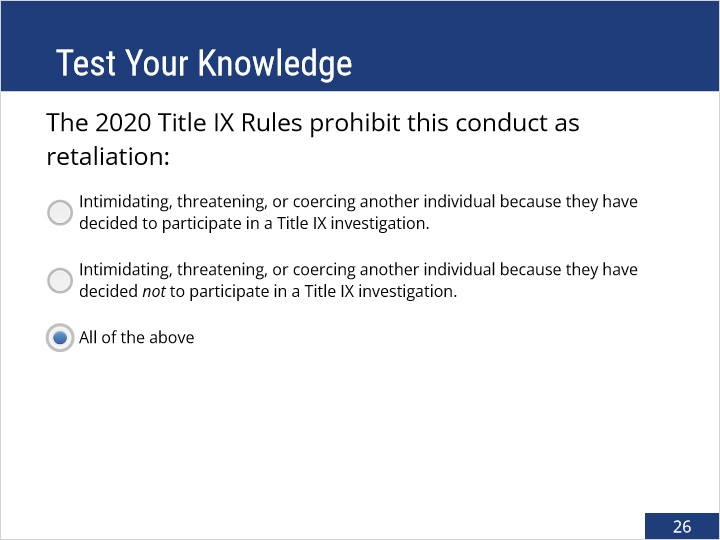 Test Your Knowledge
The 2020 Title IX Rules prohibit this conduct as
retaliation:
Intimidating, threatening, or coercing another individual because they have
decided to participate in a Title IX investigation.
Intimidating, threatening, or coercing another individual because they have
decided not to participate in a Title IX investigation.
All of the above
26